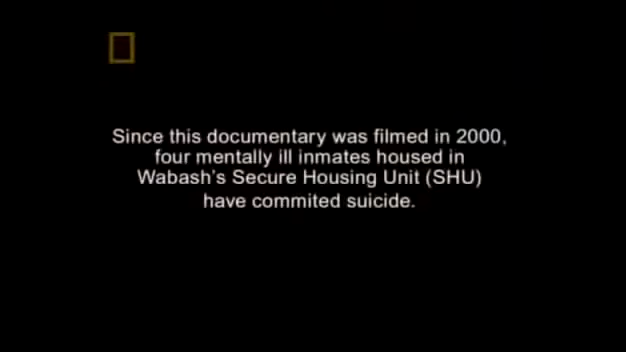 Since this documentary was filmed in 2000,
four mentally ill inmates housed in
Wabash's Secure Housing Unit (SHU)
have commited suicide.